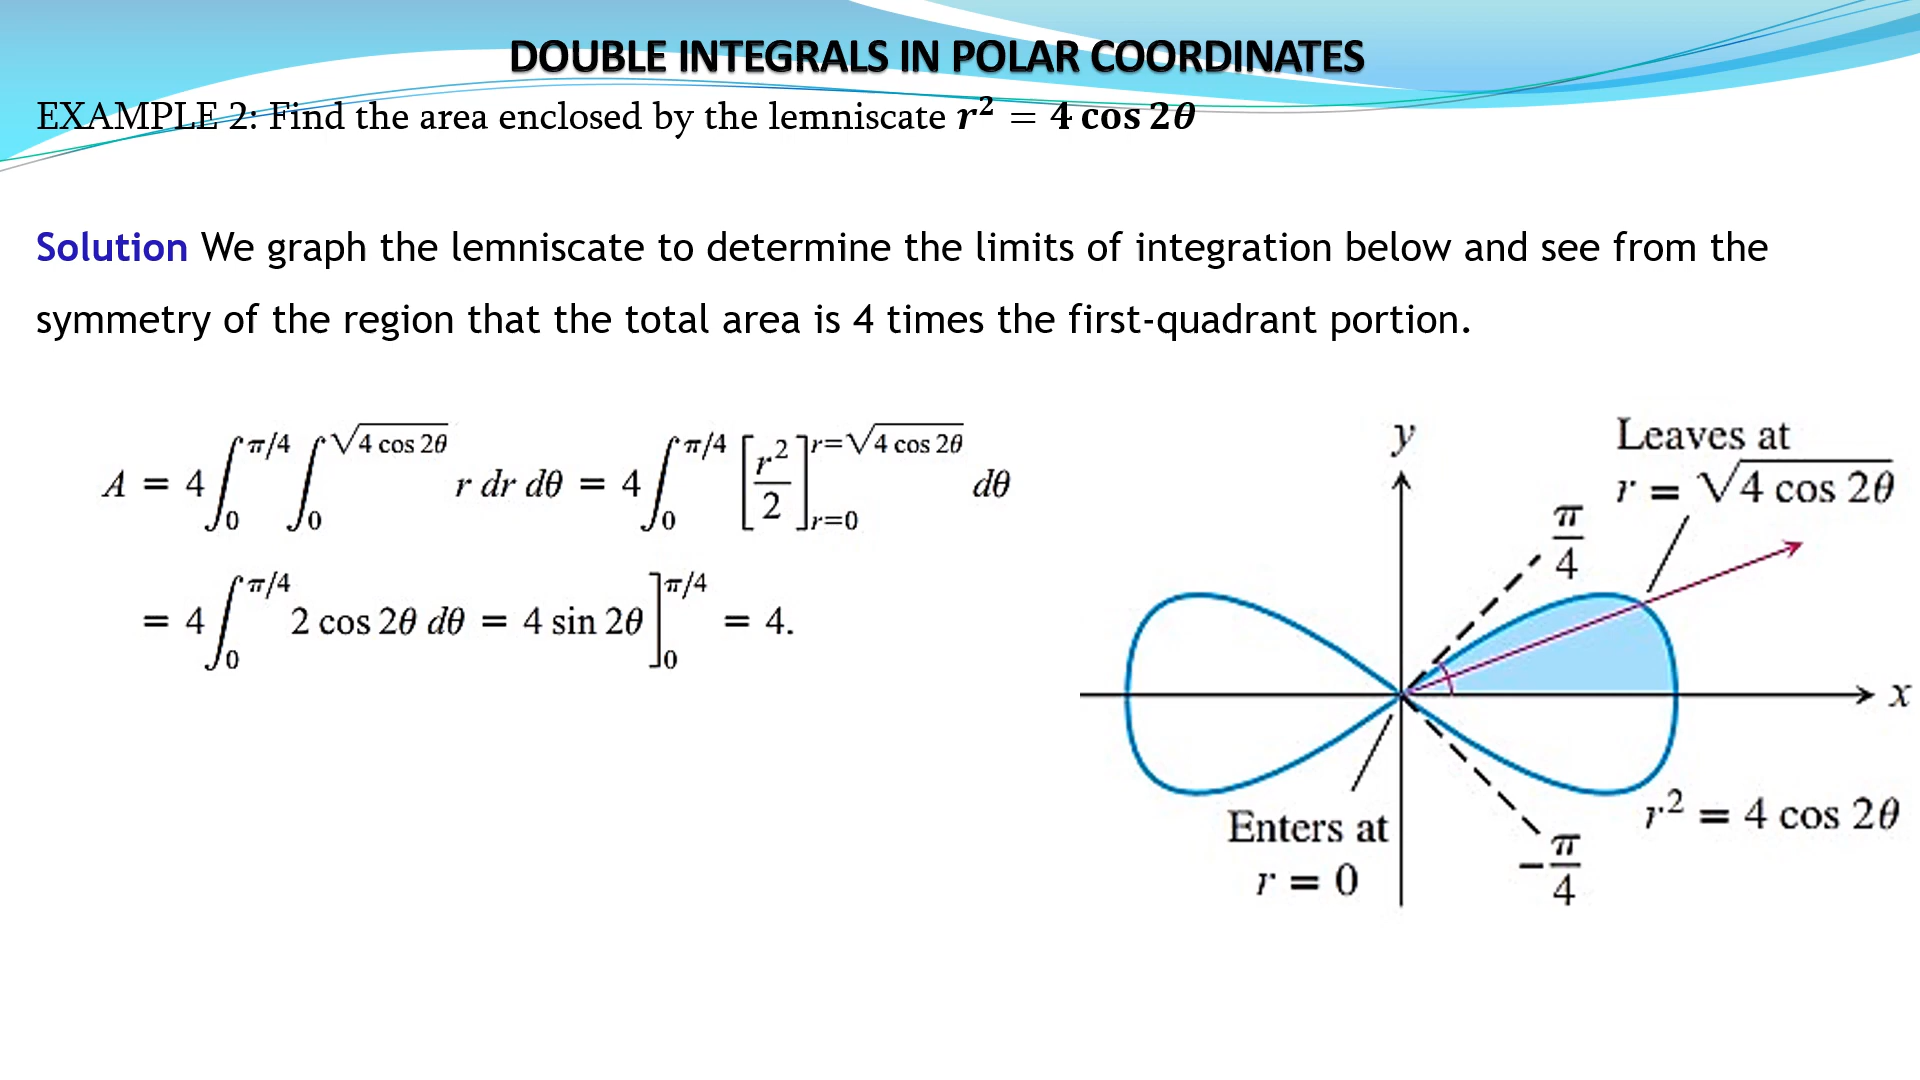 DOUBLE INTEGRALS IN POLAR COORDINATES
EXAMPLE 2: Find the area enclosed by the lemniscate r² = 4 cos 2θ
Solution We graph the lemniscate to determine the limits of integration below and see from the
symmetry of the region that the total area is 4 times the first-quadrant portion.
A = 4 ∫₀^{π/4} ∫₀^{√(4 cos 2θ)} r dr dθ = 4 ∫₀^{π/4} [r²/2]_{r=0}^{r=√(4 cos 2θ)} dθ
= 4 ∫₀^{π/4} 2 cos 2θ dθ = 4 sin 2θ ]₀^{π/4} = 4.
y
Leaves at
r = √(4 cos 2θ)
π/4
x
Enters at
r = 0
r² = 4 cos 2θ
−π/4